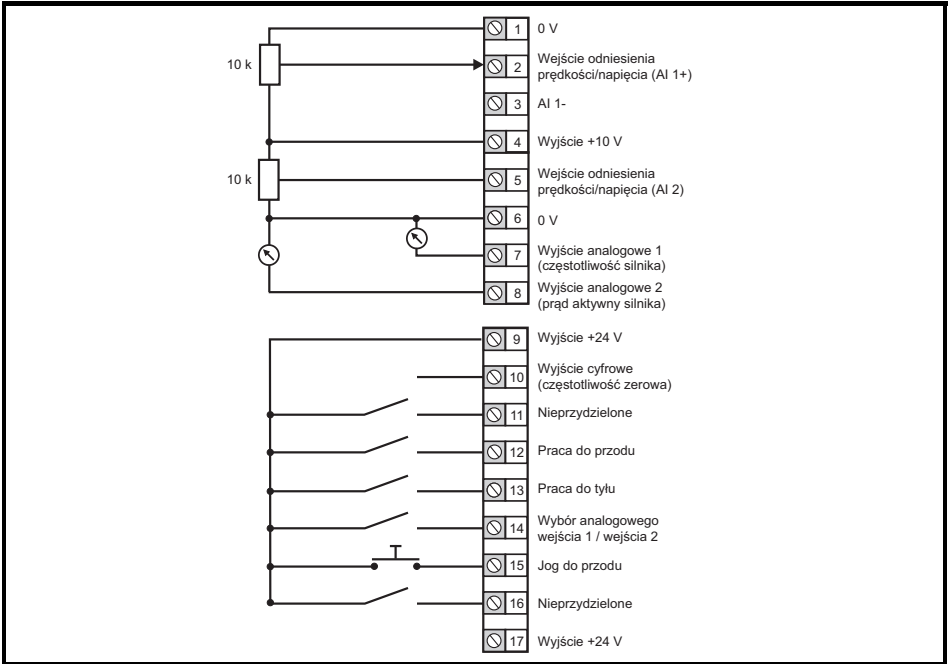 1 0 V
10 k
2 Wejście odniesienia
prędkości/napięcia (AI 1+)
3 AI 1-
4 Wyjście +10 V
10 k
5 Wejście odniesienia
prędkości/napięcia (AI 2)
6 0 V
7 Wyjście analogowe 1
(częstotliwość silnika)
8 Wyjście analogowe 2
(prąd aktywny silnika)
9 Wyjście +24 V
10 Wyjście cyfrowe
(częstotliwość zerowa)
11 Nieprzydzielone
12 Praca do przodu
13 Praca do tyłu
14 Wybór analogowego
wejścia 1 / wejścia 2
15 Jog do przodu
16 Nieprzydzielone
17 Wyjście +24 V